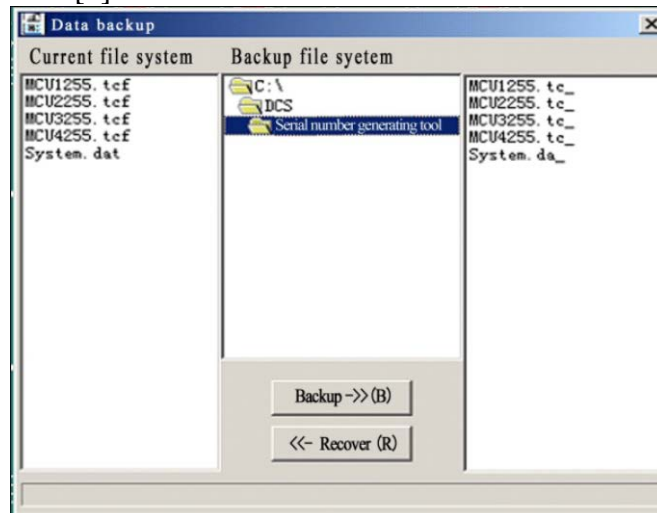 Data backup
Current file system
Backup file syetem
MCU1255.tcf
MCU2255.tcf
MCU3255.tcf
MCU4255.tcf
System.dat
C:\
DCS
Serial number generating tool
MCU1255.tc_
MCU2255.tc_
MCU3255.tc_
MCU4255.tc_
System.da_
Backup ->>(B)
<<- Recover (R)